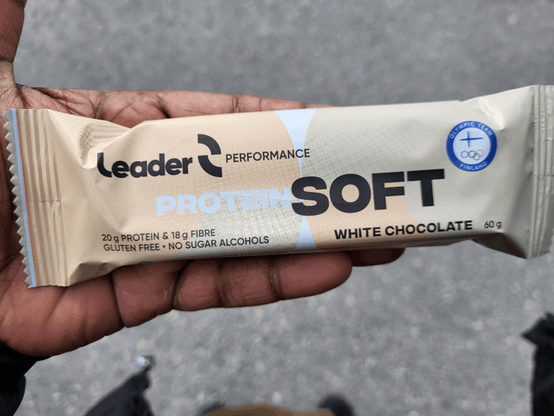 Leader PERFORMANCE
PROTEIN SOFT
20 g PROTEIN & 18 g FIBRE
GLUTEN FREE • NO SUGAR ALCOHOLS
WHITE CHOCOLATE 60 g
OLYMPIC TEAM
FINLAND